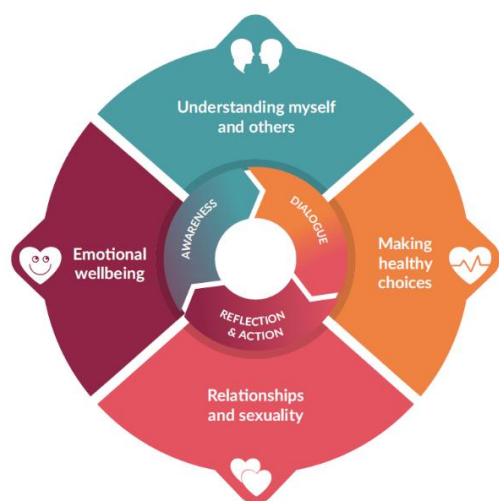 Understanding myself
and others
AWARENESS
DIALOGUE
Emotional
wellbeing
Making
healthy
choices
REFLECTION
& ACTION
Relationships
and sexuality